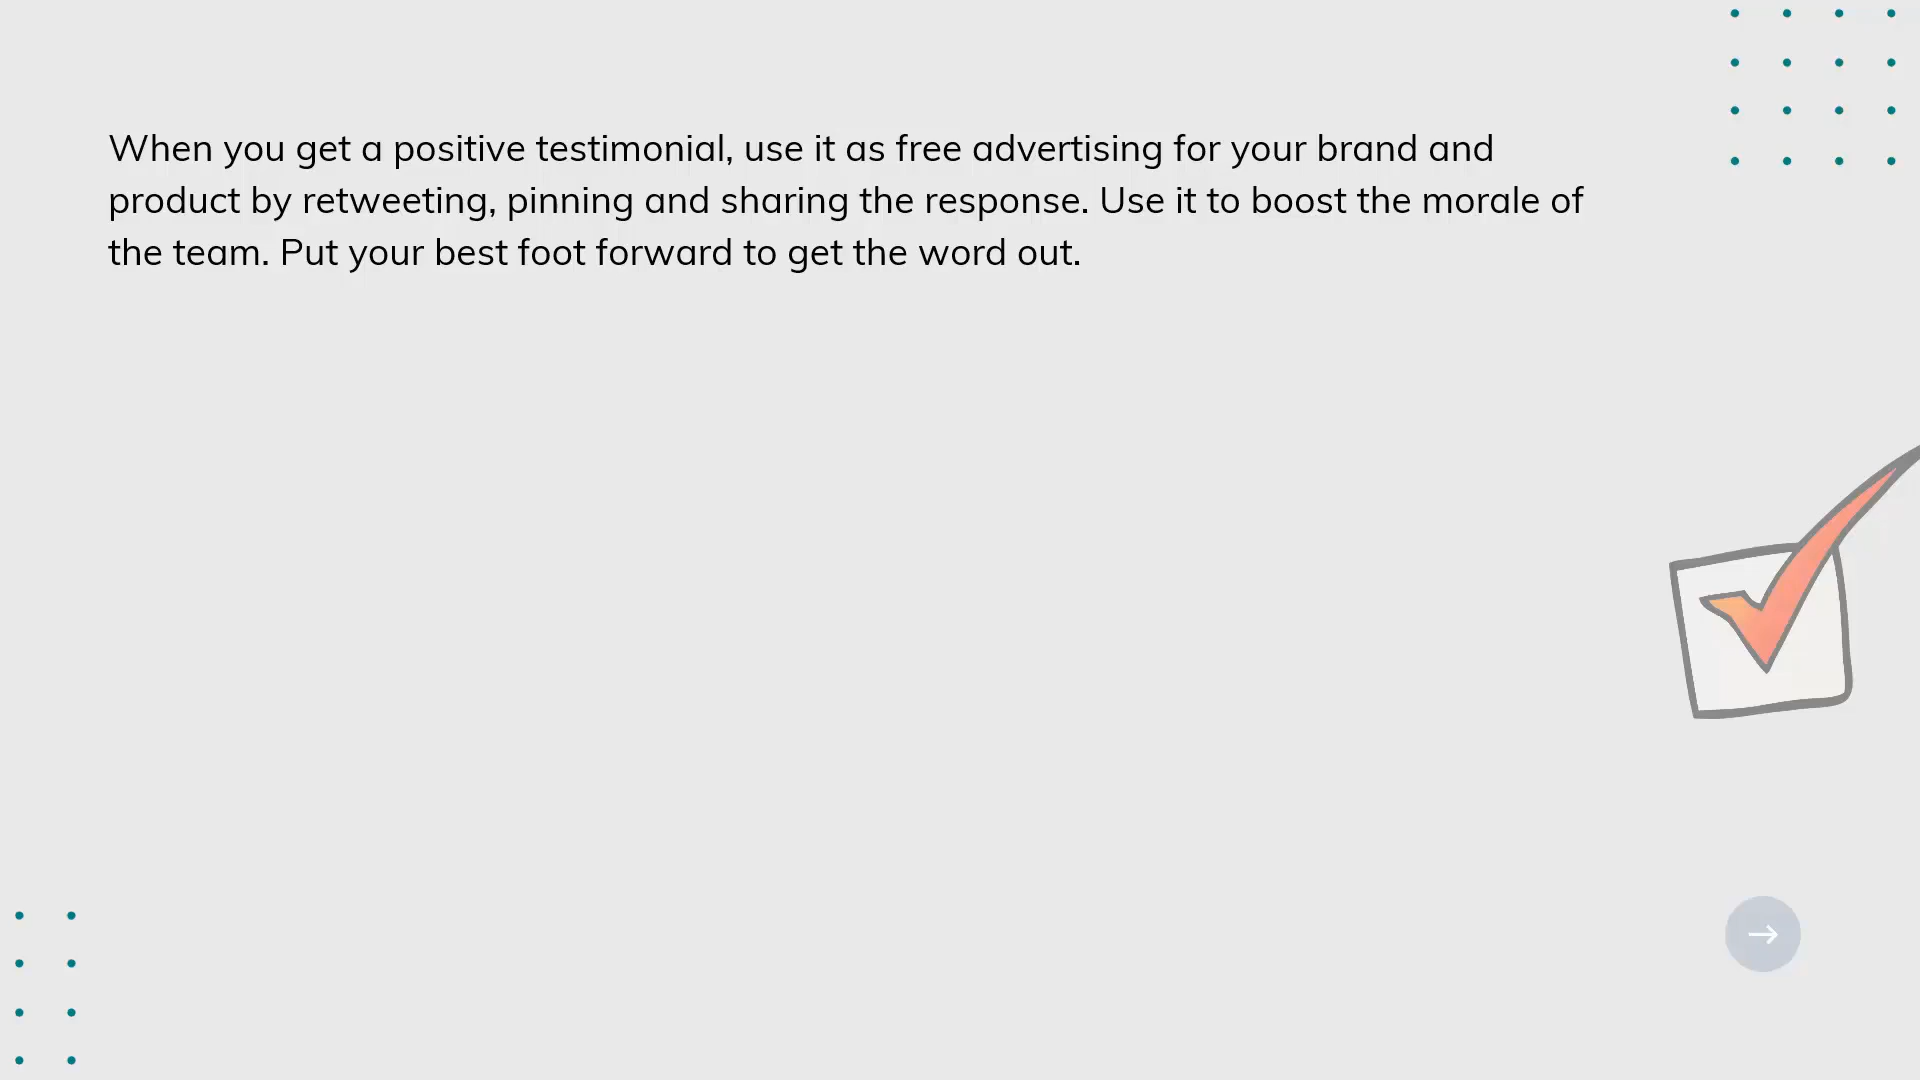 When you get a positive testimonial, use it as free advertising for your brand and
product by retweeting, pinning and sharing the response. Use it to boost the morale of
the team. Put your best foot forward to get the word out.